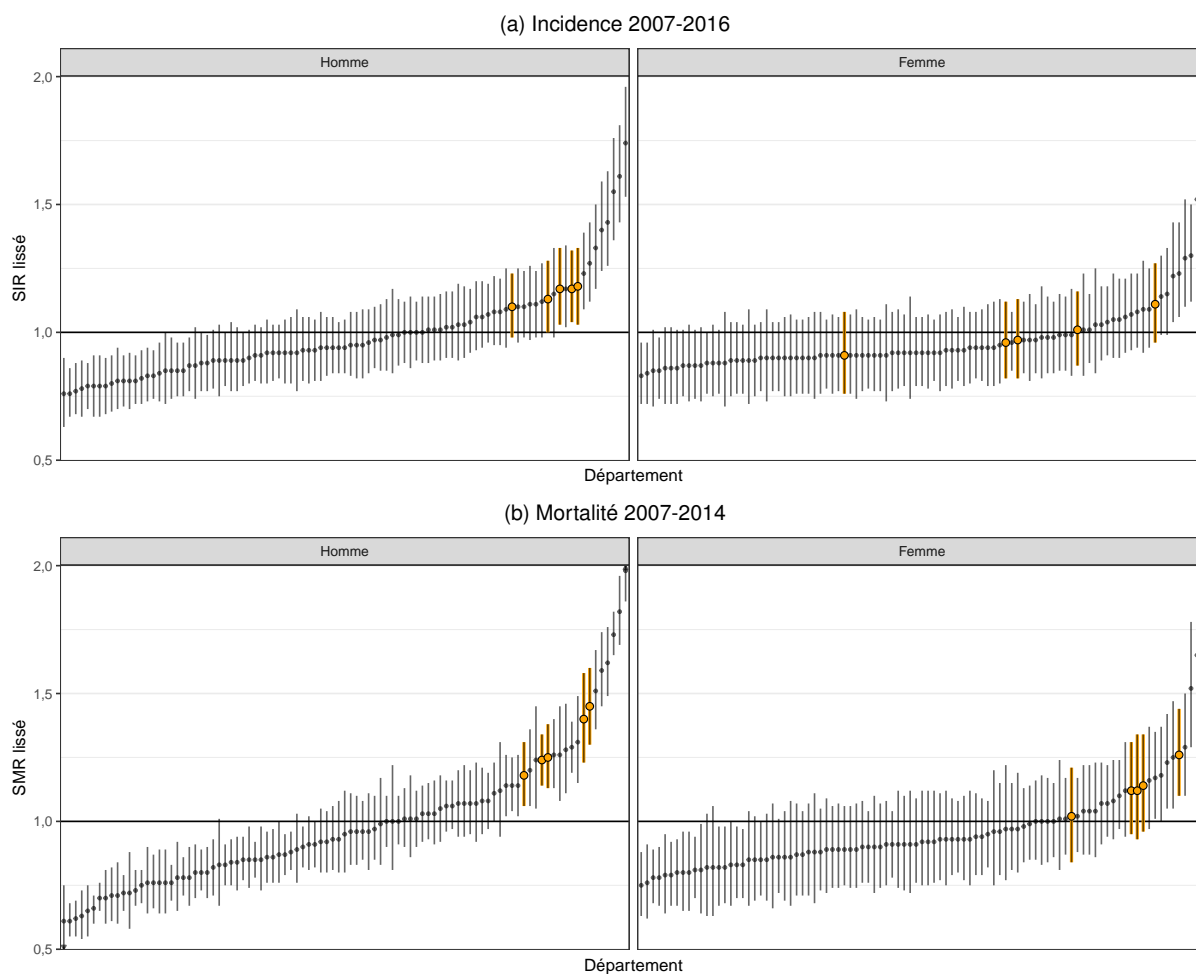 (a) Incidence 2007-2016
Homme
Femme
2,0
1,5
1,0
0,5
SIR lissé
Département
(b) Mortalité 2007-2014
Homme
Femme
2,0
1,5
1,0
0,5
SMR lissé
Département